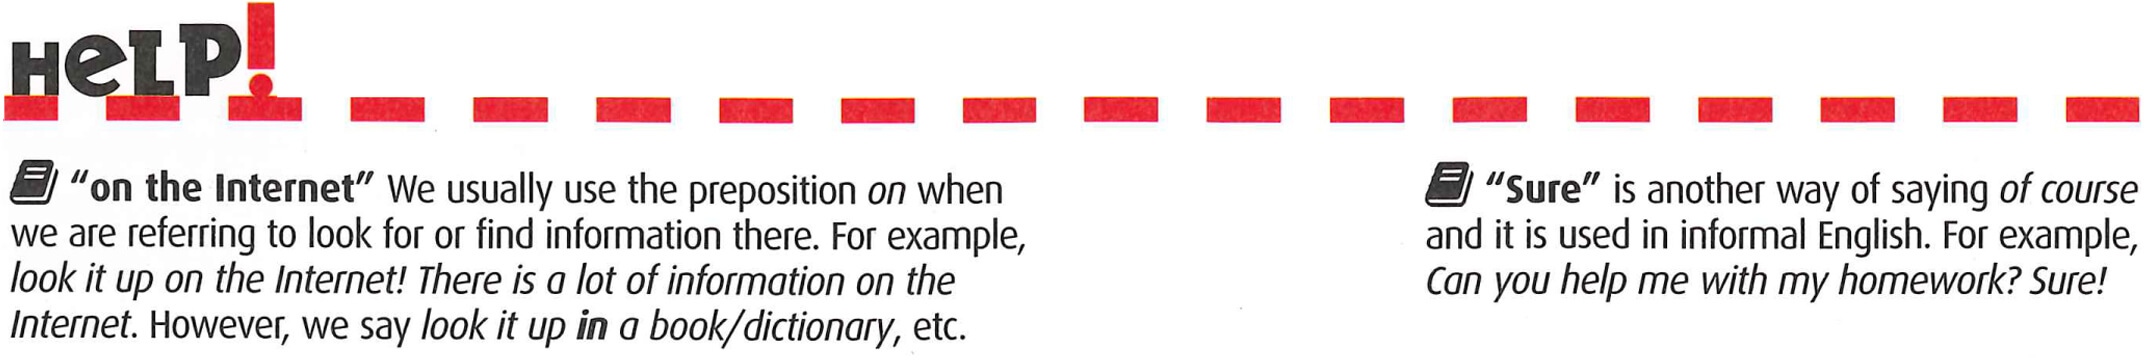 HeLP!
"on the Internet" We usually use the preposition on when
we are referring to look for or find information there. For example,
look it up on the Internet! There is a lot of information on the
Internet. However, we say look it up in a book/dictionary, etc.
"Sure" is another way of saying of course
and it is used in informal English. For example,
Can you help me with my homework? Sure!